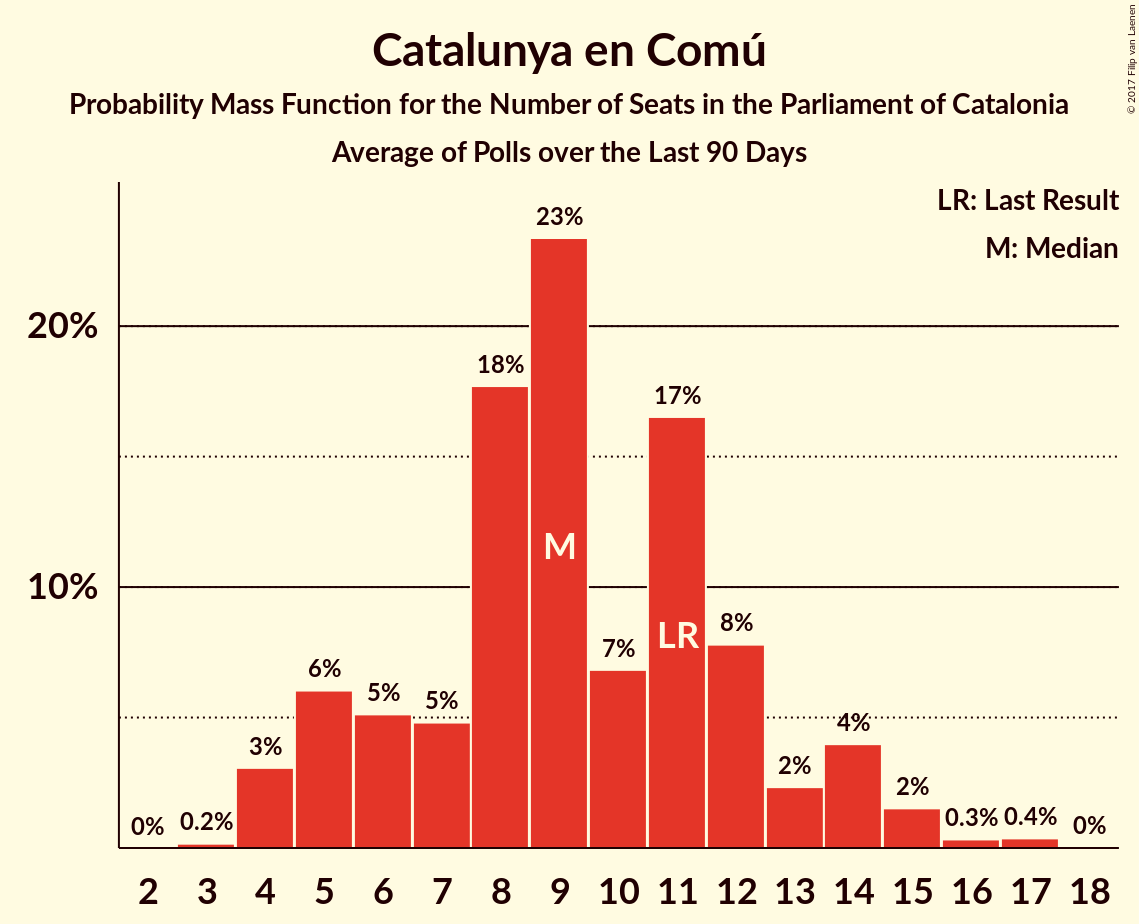 Catalunya en Comú
Probability Mass Function for the Number of Seats in the Parliament of Catalonia
Average of Polls over the Last 90 Days
© 2017 Filip van Laenen
LR: Last Result
M: Median
20%
10%
0%
0.2%
3%
6%
5%
5%
18%
23%
7%
17%
8%
2%
4%
2%
0.3%
0.4%
0%
M
LR
2 3 4 5 6 7 8 9 10 11 12 13 14 15 16 17 18